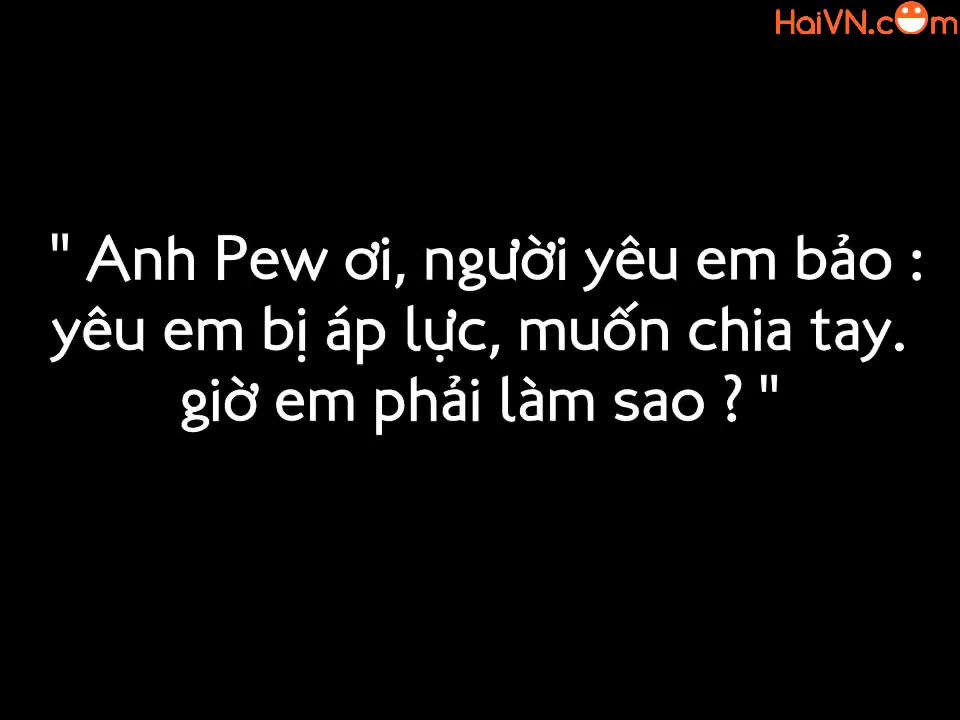 HaiVN.com
" Anh Pew ơi, người yêu em bảo :
yêu em bị áp lực, muốn chia tay.
giờ em phải làm sao ? "